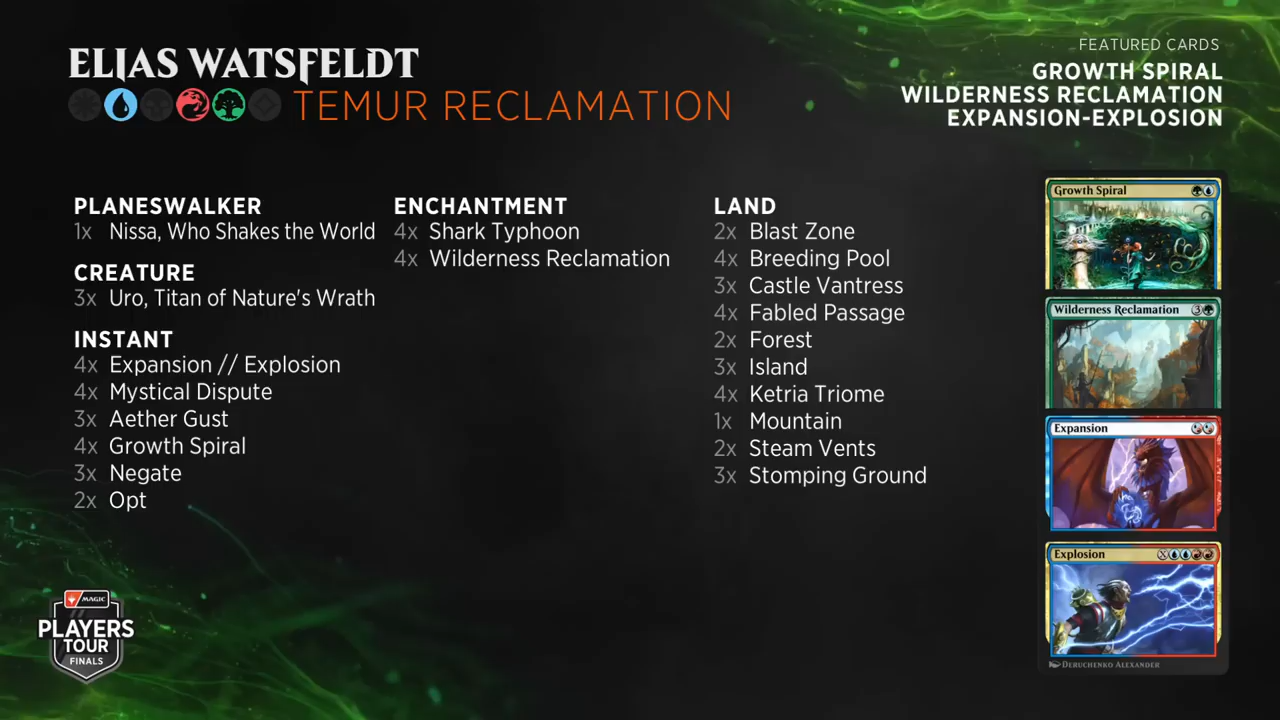 ELIAS WATSFELDT
TEMUR RECLAMATION
FEATURED CARDS
GROWTH SPIRAL
WILDERNESS RECLAMATION
EXPANSION-EXPLOSION
PLANESWALKER
1x Nissa, Who Shakes the World
CREATURE
3x Uro, Titan of Nature's Wrath
INSTANT
4x Expansion // Explosion
4x Mystical Dispute
3x Aether Gust
4x Growth Spiral
3x Negate
2x Opt
ENCHANTMENT
4x Shark Typhoon
4x Wilderness Reclamation
LAND
2x Blast Zone
4x Breeding Pool
3x Castle Vantress
4x Fabled Passage
2x Forest
3x Island
4x Ketria Triome
1x Mountain
2x Steam Vents
3x Stomping Ground
Growth Spiral
Wilderness Reclamation 3
Expansion
Explosion X
DERUCHENKO ALEXANDER
MAGIC
PLAYERS
TOUR
FINALS